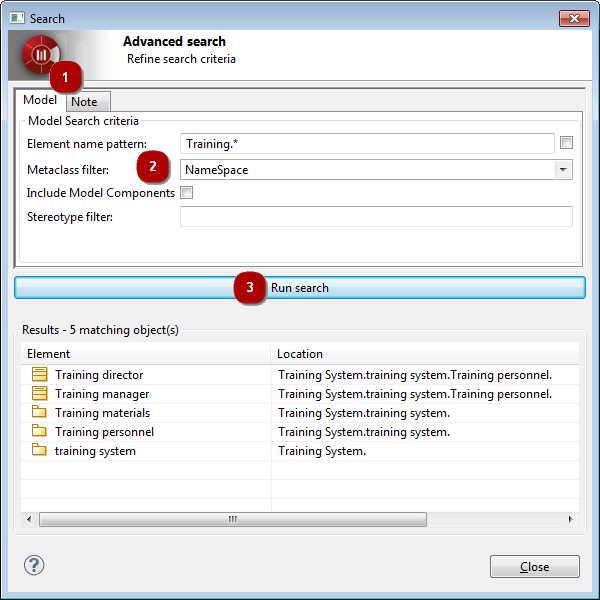 Search
Advanced search
Refine search criteria
1
Model Note
Model Search criteria
Element name pattern: Training.*
2
Metaclass filter: NameSpace
Include Model Components
Stereotype filter:
3 Run search
Results - 5 matching object(s)
Element Location
Training director Training System.training system.Training personnel.
Training manager Training System.training system.Training personnel.
Training materials Training System.training system.
Training personnel Training System.training system.
training system Training System.
? Close